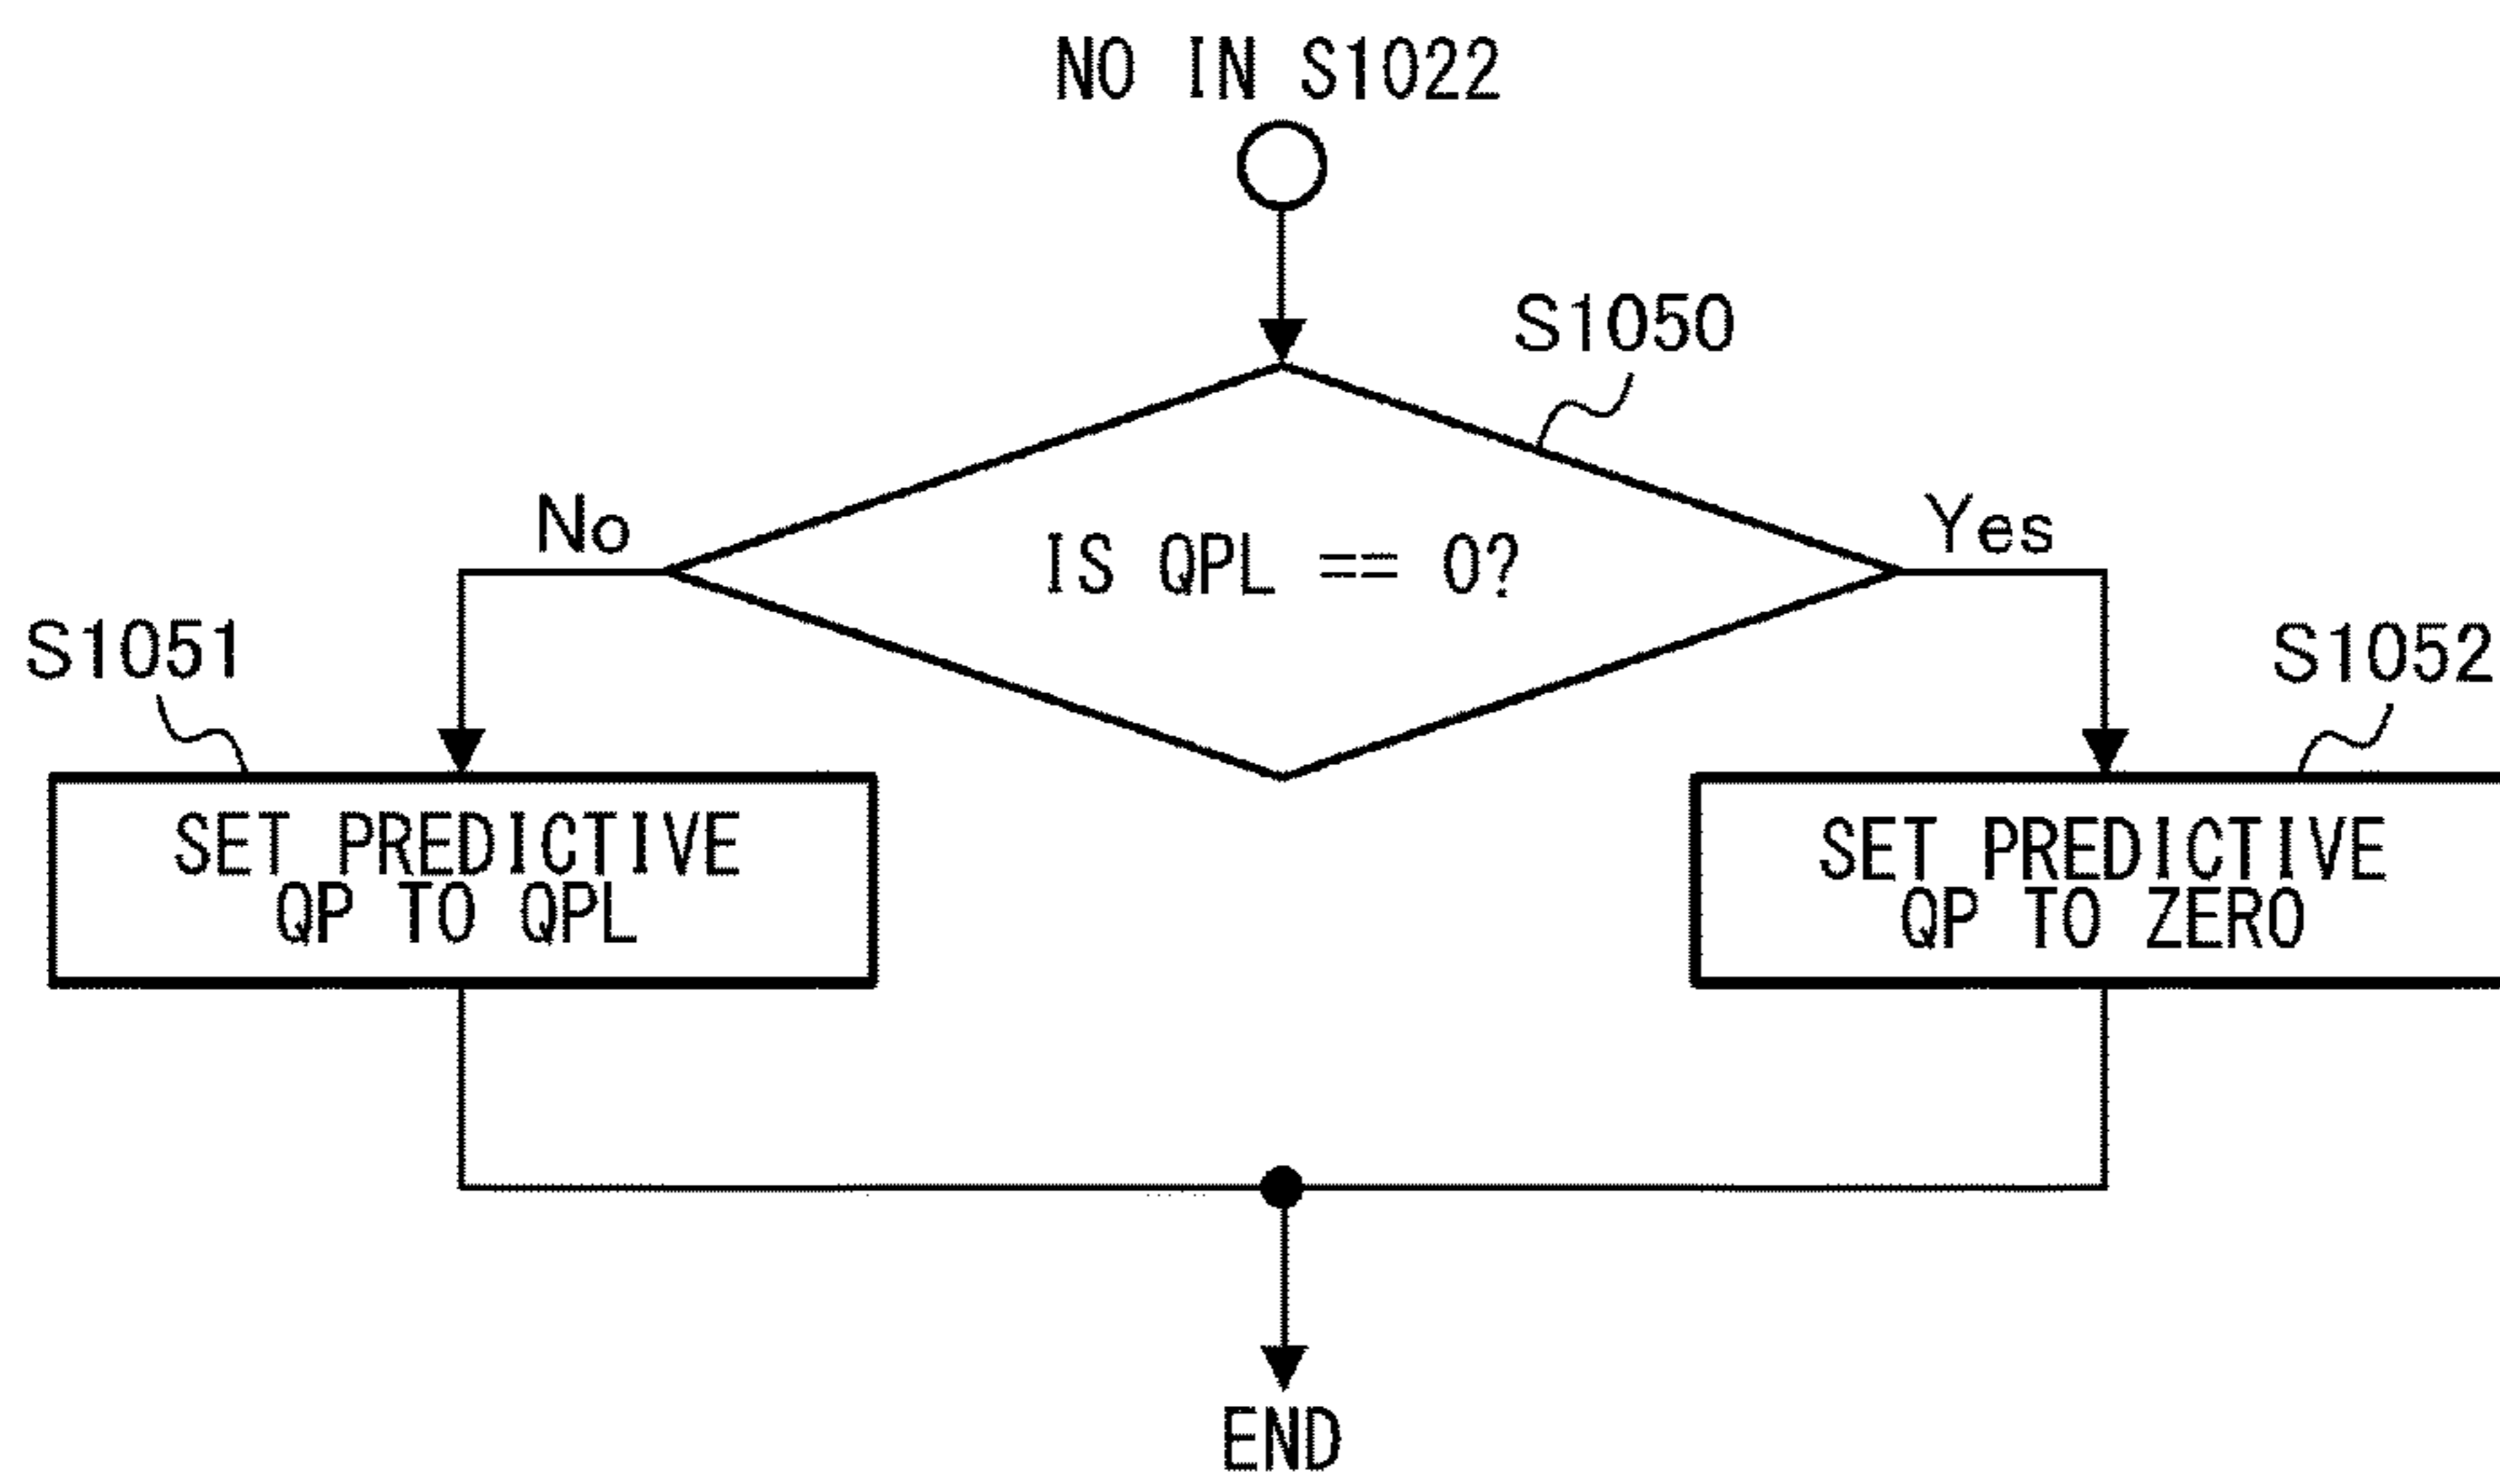 NO IN S1022
S1050
No
IS QPL == 0?
Yes
S1051
S1052
SET PREDICTIVE
QP TO QPL
SET PREDICTIVE
QP TO ZERO
END